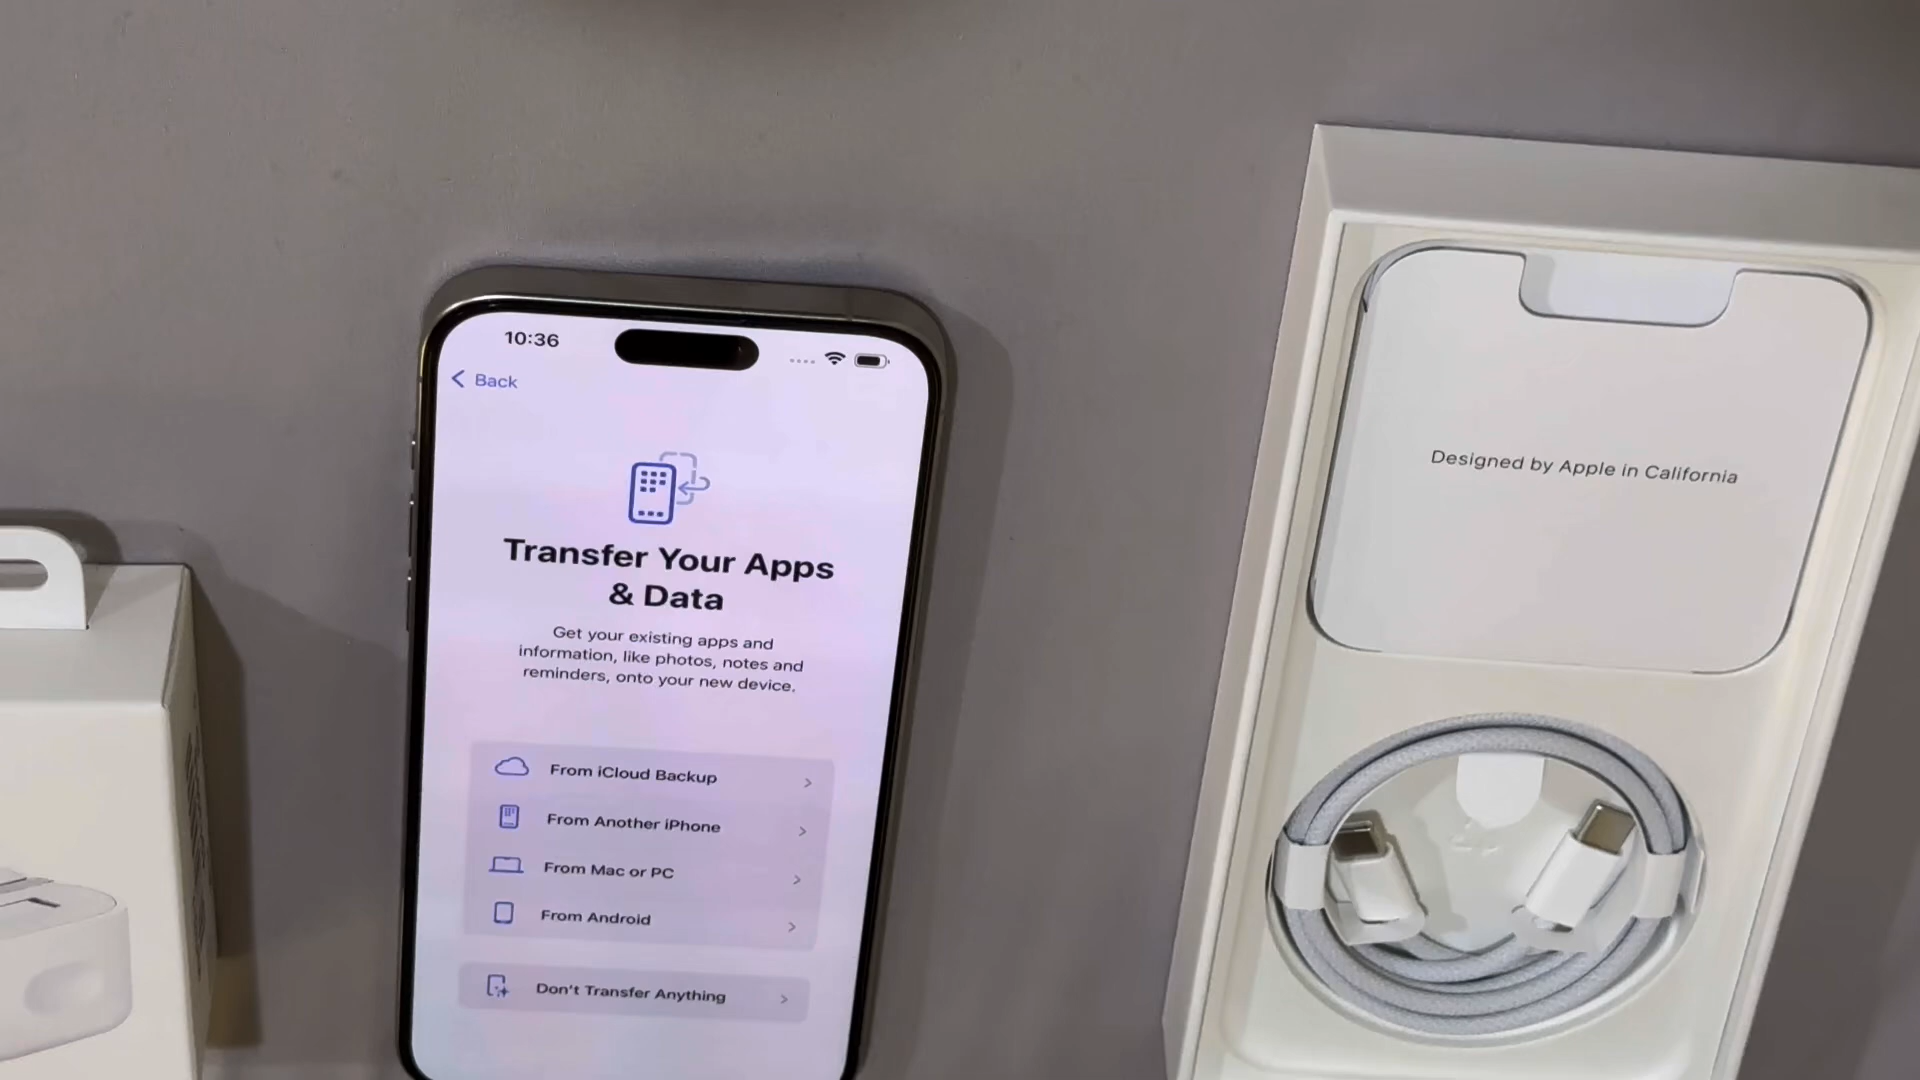 10:36
Back
Transfer Your Apps
& Data
Get your existing apps and
information, like photos, notes and
reminders, onto your new device.
From iCloud Backup
From Another iPhone
From Mac or PC
From Android
Don't Transfer Anything
Designed by Apple in California